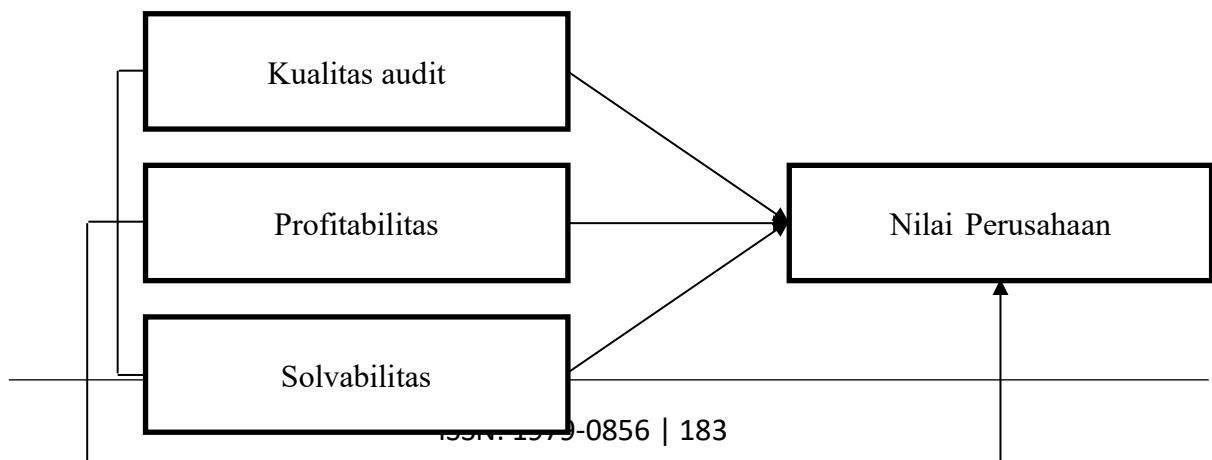 Kualitas audit
Profitabilitas
Nilai Perusahaan
Solvabilitas
ISSN: 1979-0856 | 183